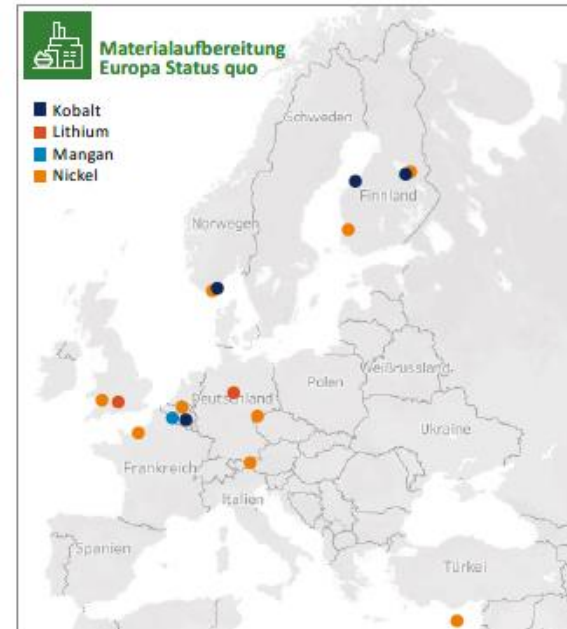 Materialaufbereitung
Europa Status quo
Kobalt
Lithium
Mangan
Nickel
Schweden
Finnland
Norwegen
Weißrussland
Polen
Deutschland
Ukraine
Frankreich
Italien
Spanien
Türkei